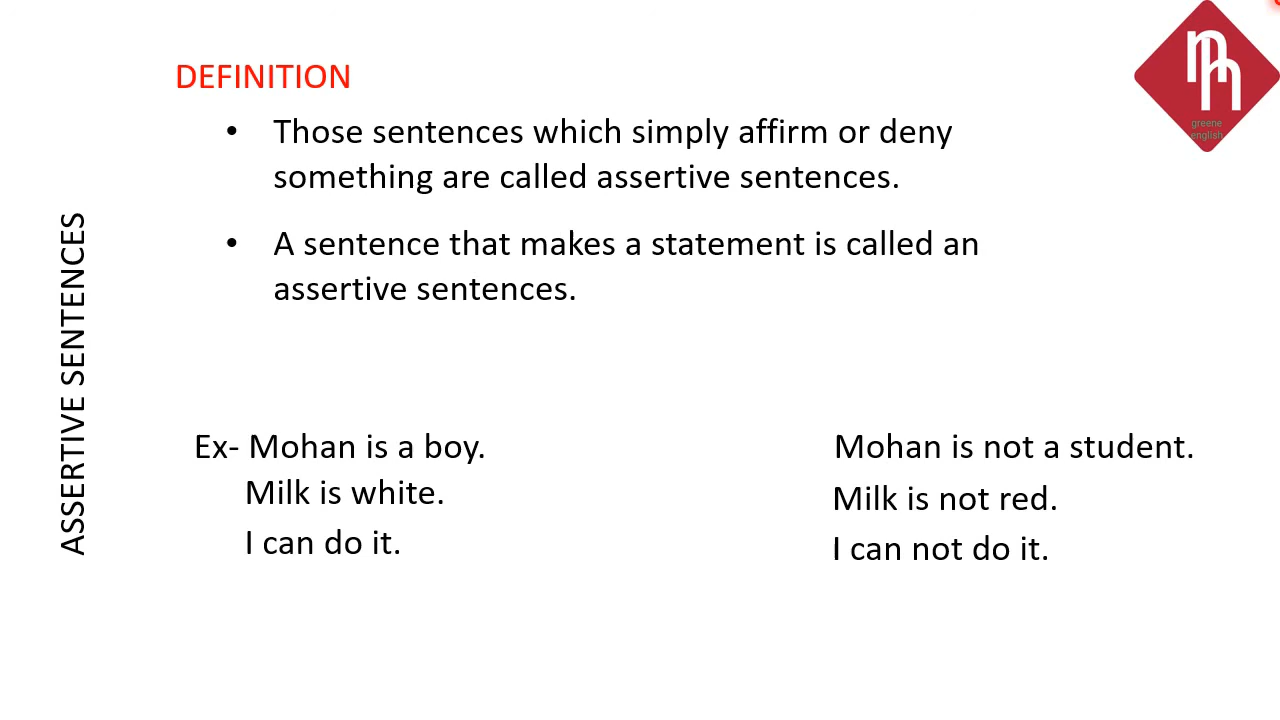 DEFINITION
• Those sentences which simply affirm or deny
something are called assertive sentences.
• A sentence that makes a statement is called an
assertive sentences.
ASSERTIVE SENTENCES
Ex- Mohan is a boy.
Milk is white.
I can do it.
Mohan is not a student.
Milk is not red.
I can not do it.
greene
english